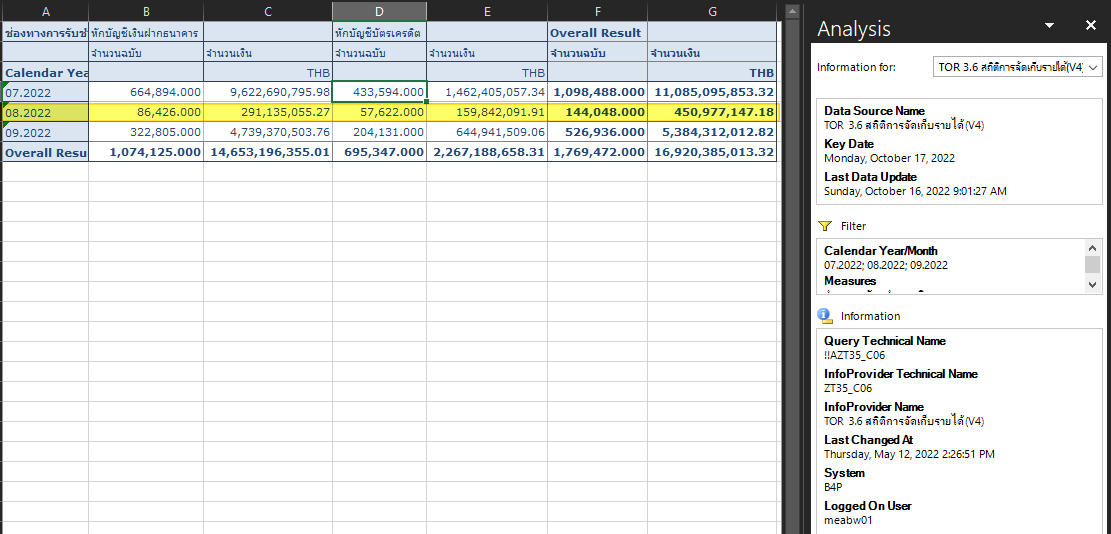 A B C D E F G
ช่องทางการรับชำ หักบัญชีเงินฝากธนาคาร หักบัญชีบัตรเครดิต Overall Result
จำนวนฉบับ จำนวนเงิน จำนวนฉบับ จำนวนเงิน จำนวนฉบับ จำนวนเงิน
Calendar Yea THB THB THB
07.2022 664,894.000 9,622,690,795.98 433,594.000 1,462,405,057.34 1,098,488.000 11,085,095,853.32
08.2022 86,426.000 291,135,055.27 57,622.000 159,842,091.91 144,048.000 450,977,147.18
09.2022 322,805.000 4,739,370,503.76 204,131.000 644,941,509.06 526,936.000 5,384,312,012.82
Overall Resu 1,074,125.000 14,653,196,355.01 695,347.000 2,267,188,658.31 1,769,472.000 16,920,385,013.32
Analysis
Information for: TOR 3.6 สถิติการจัดเก็บรายได้(V4)
Data Source Name
TOR 3.6 สถิติการจัดเก็บรายได้(V4)
Key Date
Monday, October 17, 2022
Last Data Update
Sunday, October 16, 2022 9:01:27 AM
Filter
Calendar Year/Month
07.2022; 08.2022; 09.2022
Measures
Information
Query Technical Name
!!AZT35_C06
InfoProvider Technical Name
ZT35_C06
InfoProvider Name
TOR 3.6 สถิติการจัดเก็บรายได้(V4)
Last Changed At
Thursday, May 12, 2022 2:26:51 PM
System
B4P
Logged On User
meabw01